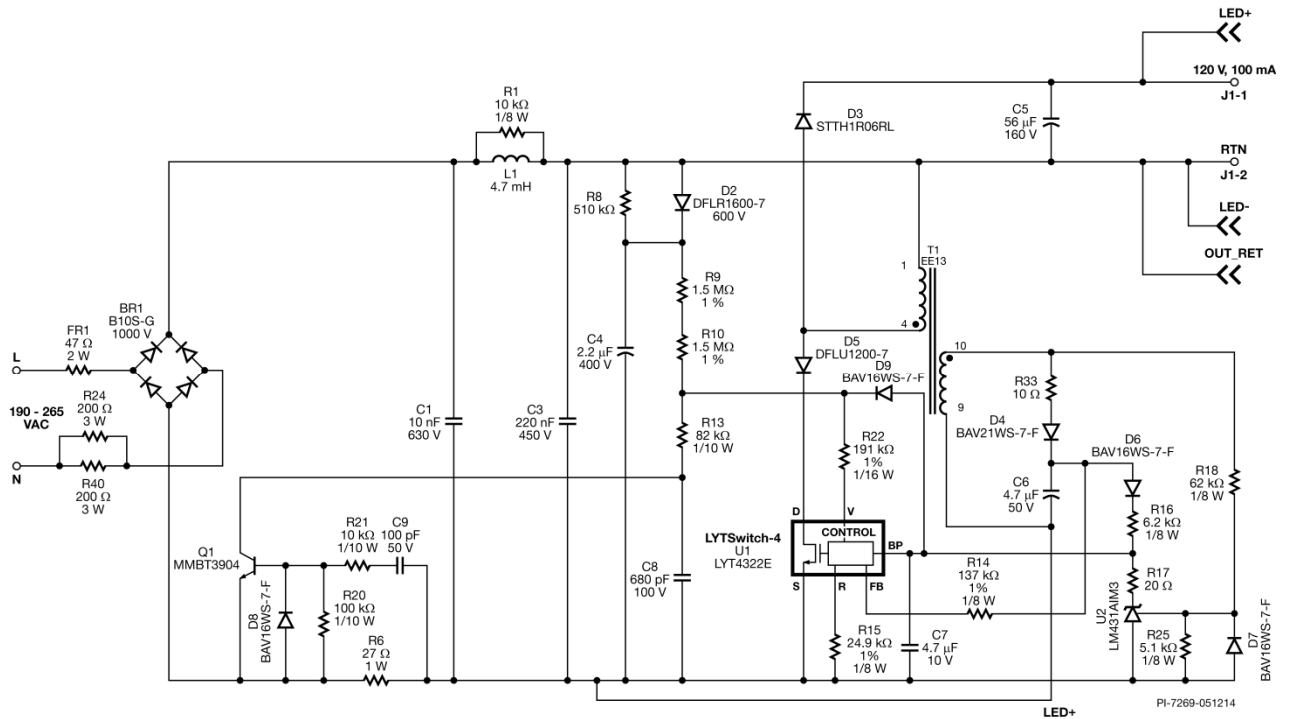 LED+
120 V, 100 mA
J1-1
R1
10 kΩ
1/8 W
D3
STTH1R06RL
C5
56 µF
160 V
RTN
J1-2
L1
4.7 mH
R8
510 kΩ
D2
DFLR1600-7
600 V
LED-
OUT_RET
T1
EE13
1
4
10
9
R9
1.5 MΩ
1 %
BR1
B10S-G
1000 V
FR1
47 Ω
2 W
L
R24
200 Ω
3 W
190 - 265
VAC
N
R40
200 Ω
3 W
C4
2.2 µF
400 V
R10
1.5 MΩ
1 %
D5
DFLU1200-7
D9
BAV16WS-7-F
R33
10 Ω
D4
BAV21WS-7-F
D6
BAV16WS-7-F
C1
10 nF
630 V
C3
220 nF
450 V
R13
82 kΩ
1/10 W
R22
191 kΩ
1%
1/16 W
C6
4.7 µF
50 V
R18
62 kΩ
1/8 W
R16
6.2 kΩ
1/8 W
D
V
LYTSwitch-4
U1
LYT4322E
CONTROL
BP
S
R
FB
R14
137 kΩ
1%
1/8 W
R17
20 Ω
Q1
MMBT3904
R21
10 kΩ
1/10 W
C9
100 pF
50 V
D8
BAV16WS-7-F
R20
100 kΩ
1/10 W
R6
27 Ω
1 W
C8
680 pF
100 V
R15
24.9 kΩ
1%
1/8 W
C7
4.7 µF
10 V
U2
LM431AIM3
R25
5.1 kΩ
1/8 W
D7
BAV16WS-7-F
LED+
PI-7269-051214